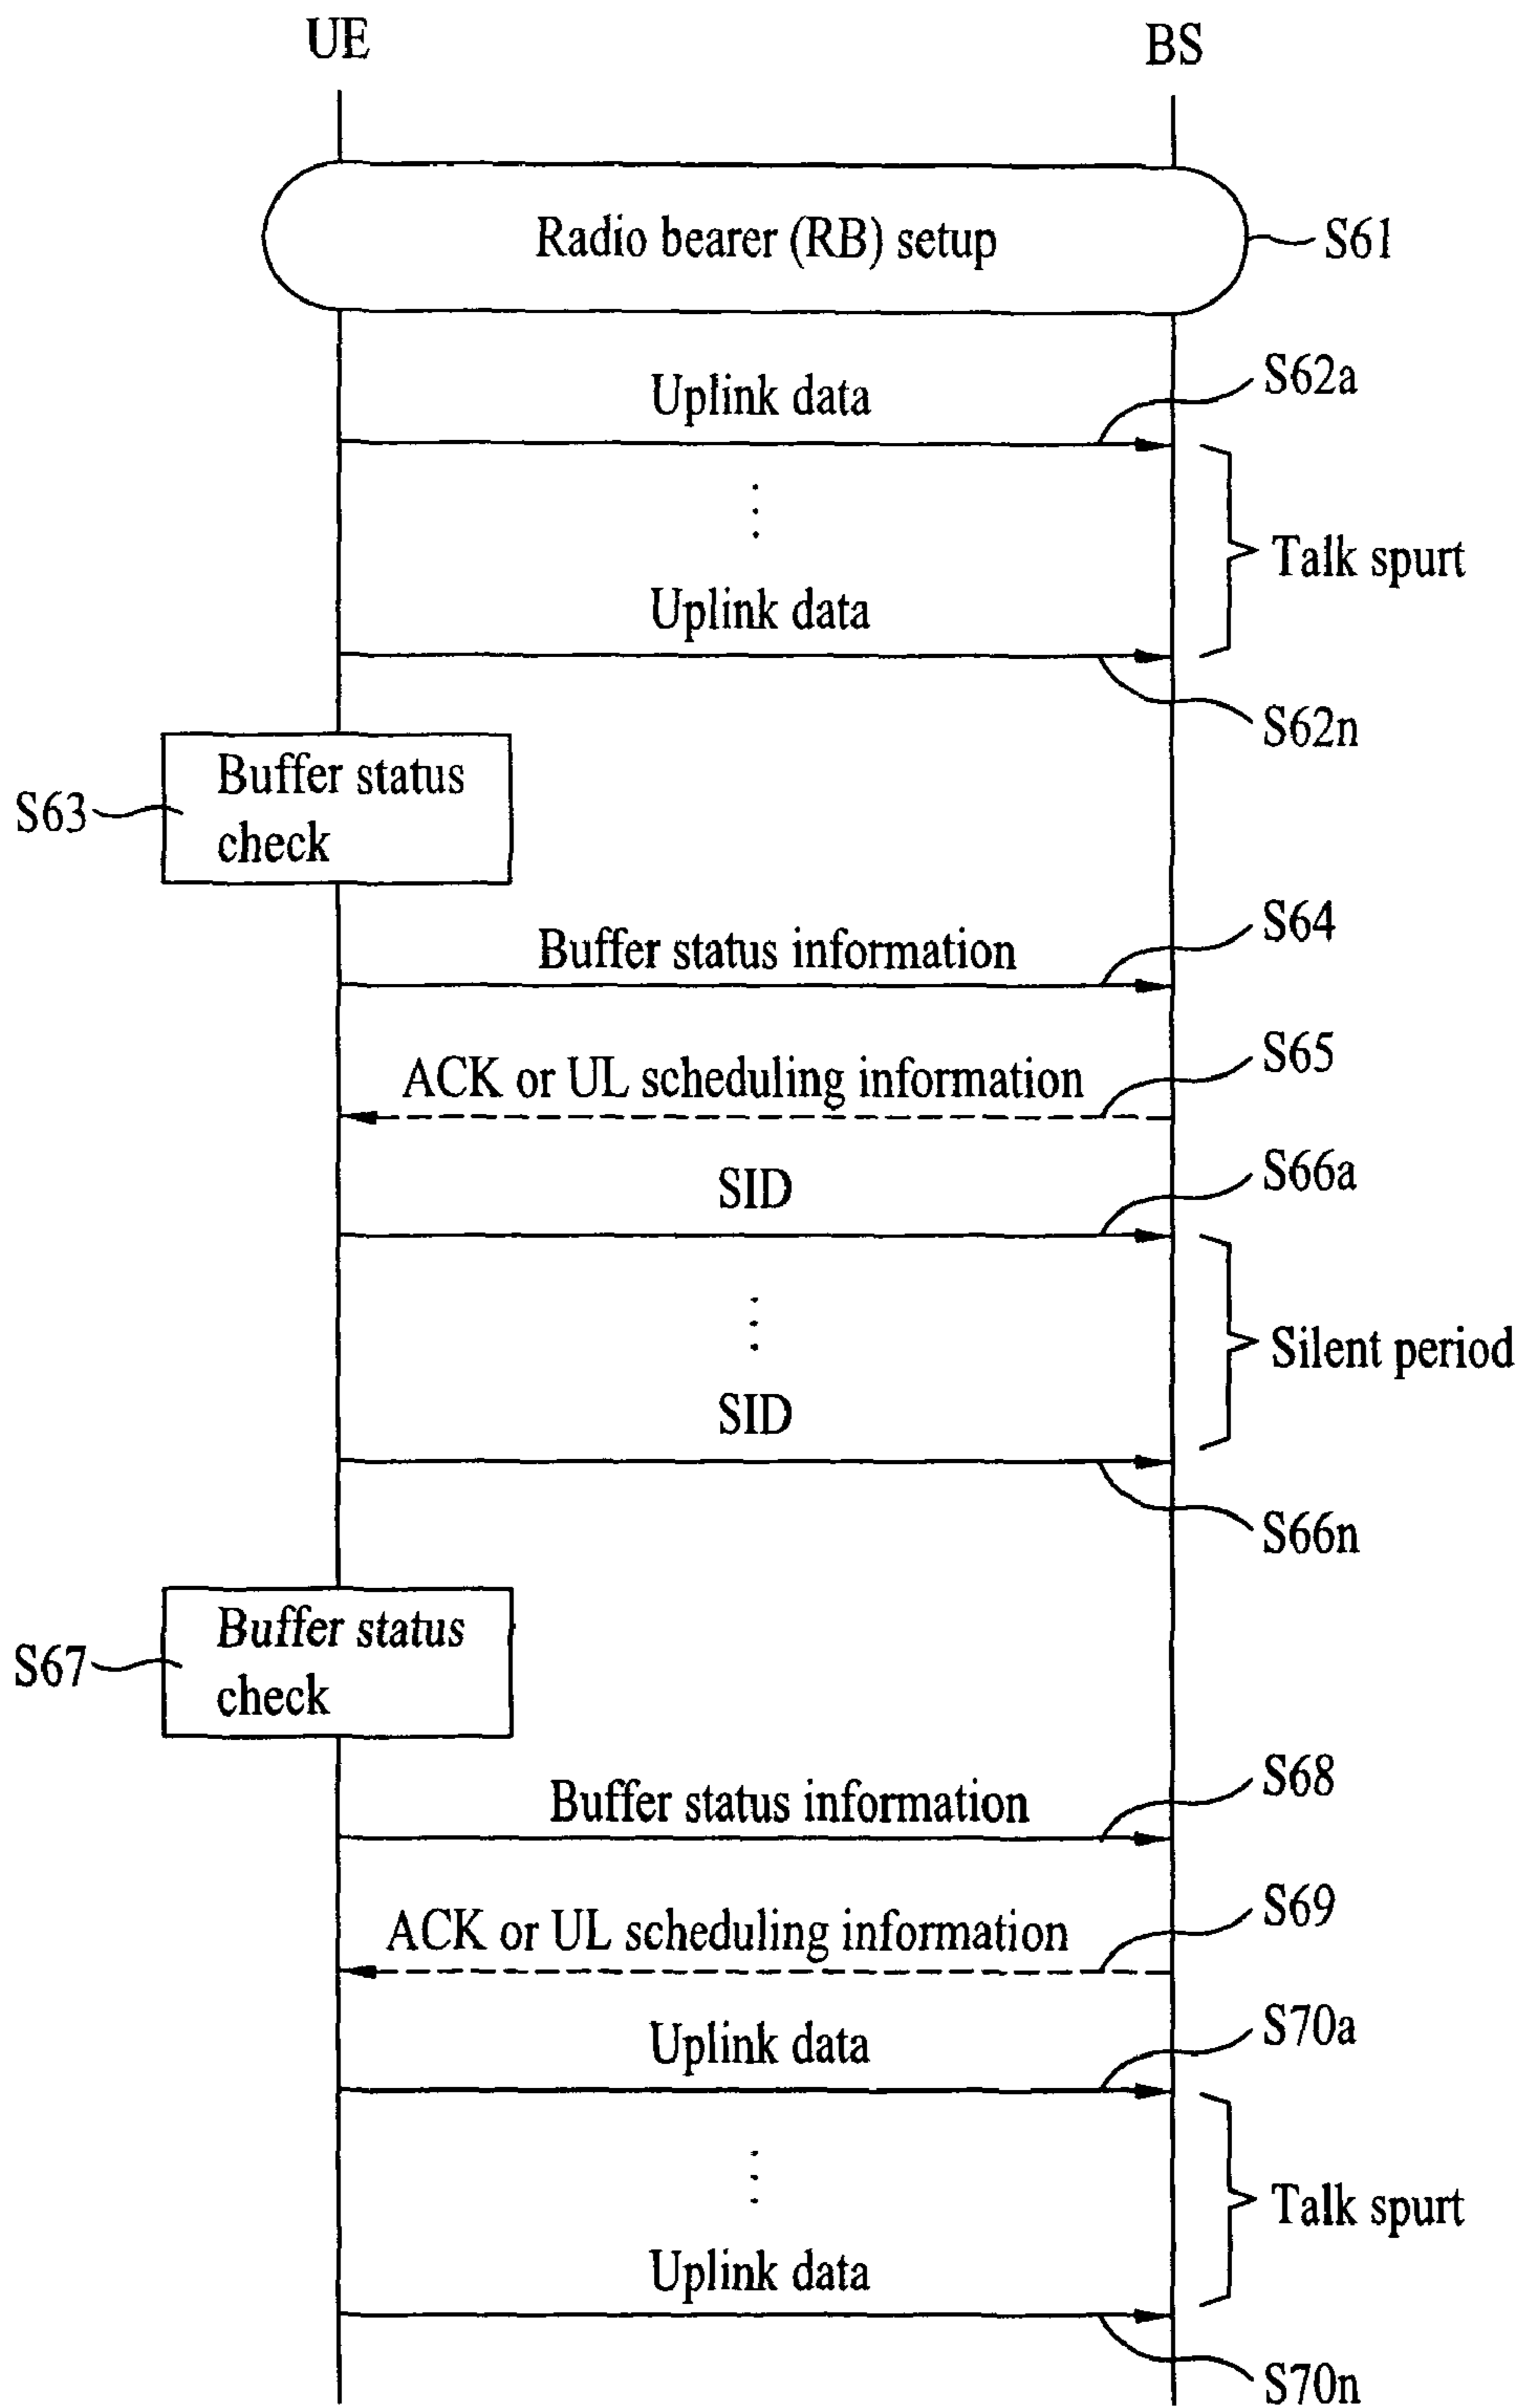 UE
BS
Radio bearer (RB) setup
S61
Uplink data
S62a
Talk spurt
Uplink data
S62n
Buffer status
check
S63
Buffer status information
S64
ACK or UL scheduling information
S65
SID
S66a
Silent period
SID
S66n
Buffer status
check
S67
Buffer status information
S68
ACK or UL scheduling information
S69
Uplink data
S70a
Talk spurt
Uplink data
S70n